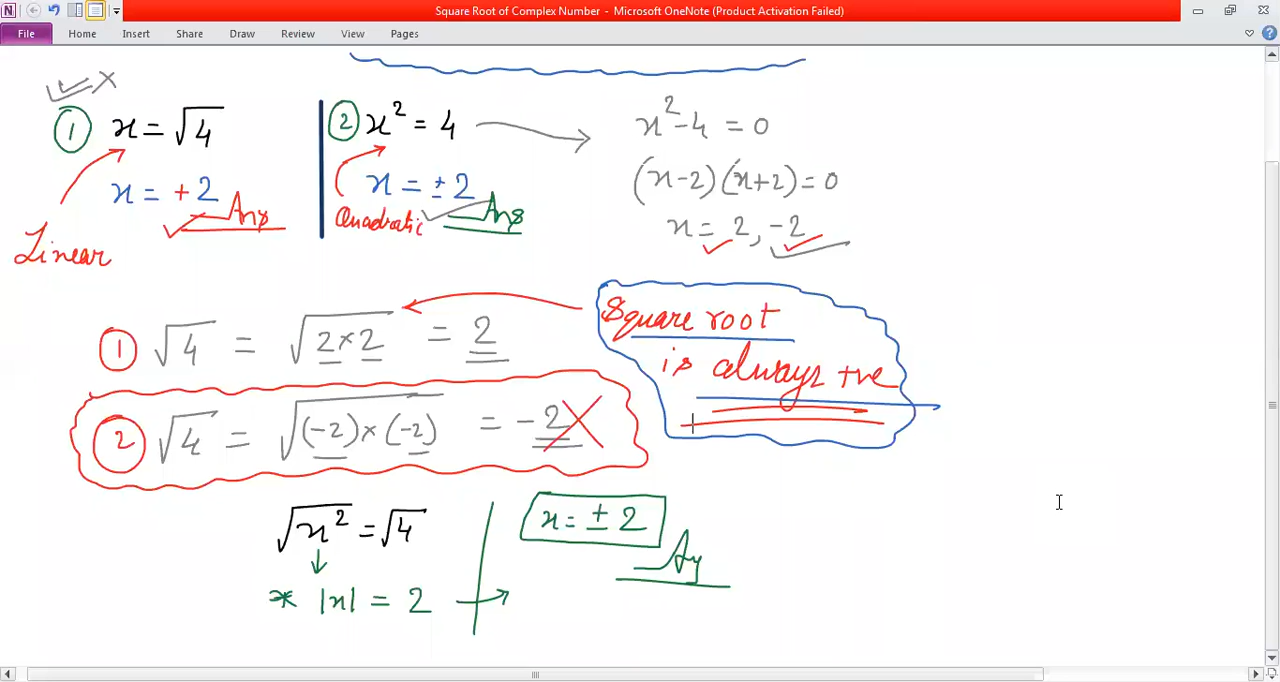 Square Root of Complex Number - Microsoft OneNote (Product Activation Failed)
File Home Insert Share Draw Review View Pages
① x = √4
x = +2
Ans
Linear
② x² = 4
x = ±2
Quadratic
Ans
x² - 4 = 0
(x-2)(x+2) = 0
x = 2, -2
Square root
is always +ve
① √4 = √2×2 = 2
② √4 = √(-2)×(-2) = -2
√x² = √4
* |x| = 2
x = ± 2